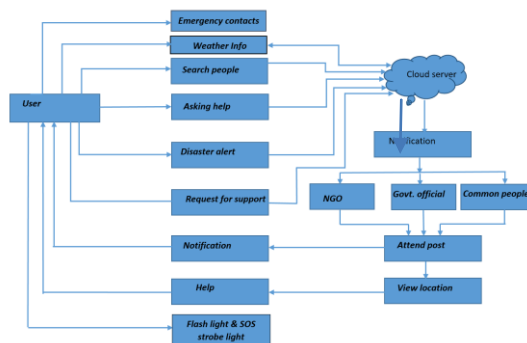 Emergency contacts
Weather Info
Search people
Cloud server
User
Asking help
Notification
Disaster alert
NGO
Govt. official
Common people
Request for support
Notification
Attend post
Help
View location
Flash light & SOS
strobe light